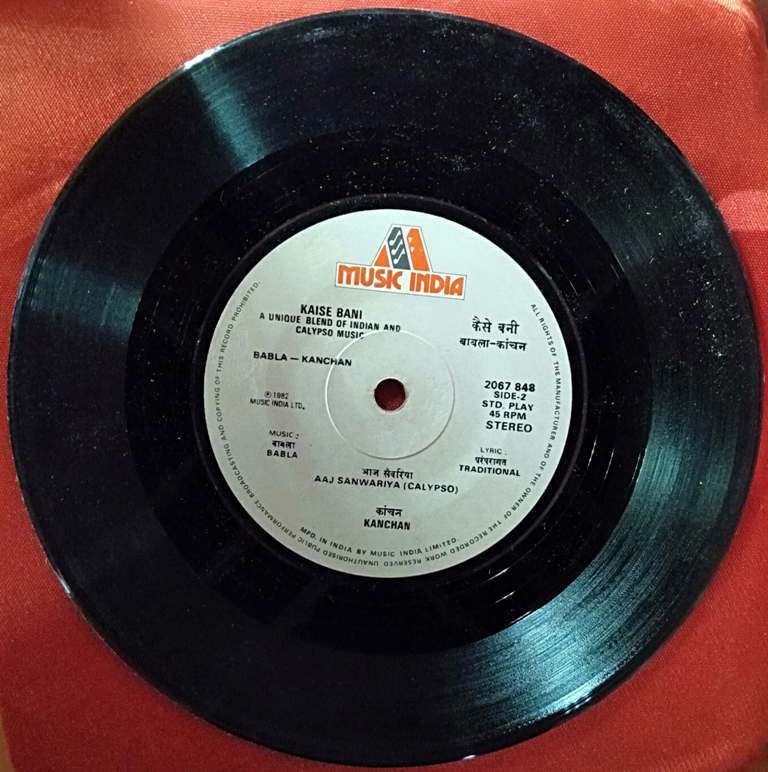 MUSIC INDIA
KAISE BANI
A UNIQUE BLEND OF INDIAN AND
CALYPSO MUSIC
BABLA — KANCHAN
कैसे बनी
बाबला-कांचन
℗ 1982
MUSIC INDIA LTD.
2067 848
SIDE-2
STD. PLAY
45 RPM
STEREO
MUSIC :
बाबला
BABLA
LYRIC :
परंपरागत
TRADITIONAL
आज सँवरिया
AAJ SANWARIYA (CALYPSO)
कांचन
KANCHAN
MFD. IN INDIA BY MUSIC INDIA LIMITED.
ALL RIGHTS OF THE MANUFACTURER AND OF THE OWNER OF THE RECORDED WORK RESERVED UNAUTHORISED PUBLIC PERFORMANCE BROADCASTING AND COPYING OF THIS RECORD PROHIBITED.